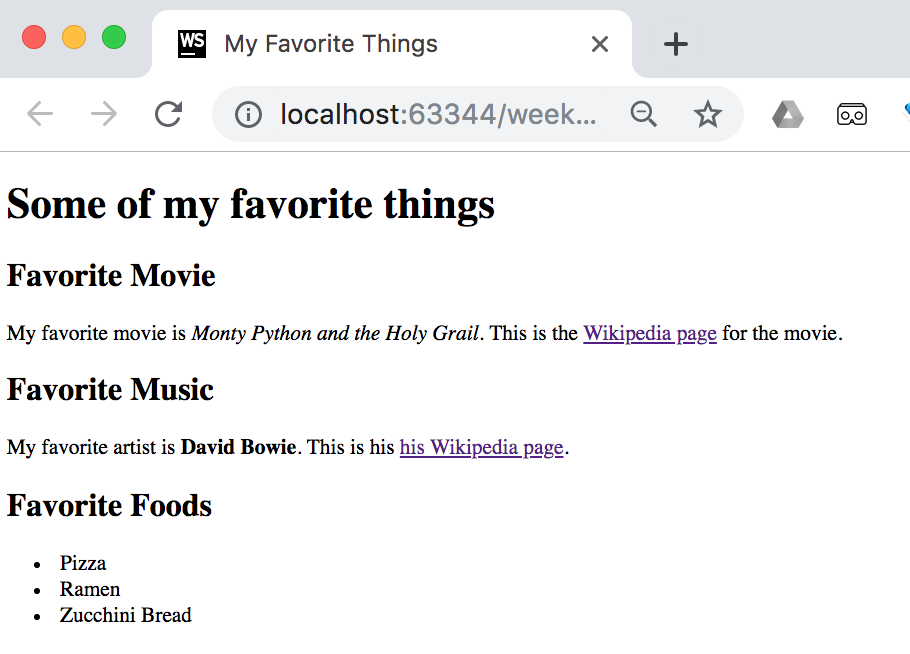 WS My Favorite Things
localhost:63344/week...
Some of my favorite things
Favorite Movie
My favorite movie is Monty Python and the Holy Grail. This is the Wikipedia page for the movie.
Favorite Music
My favorite artist is David Bowie. This is his his Wikipedia page.
Favorite Foods
• Pizza
• Ramen
• Zucchini Bread